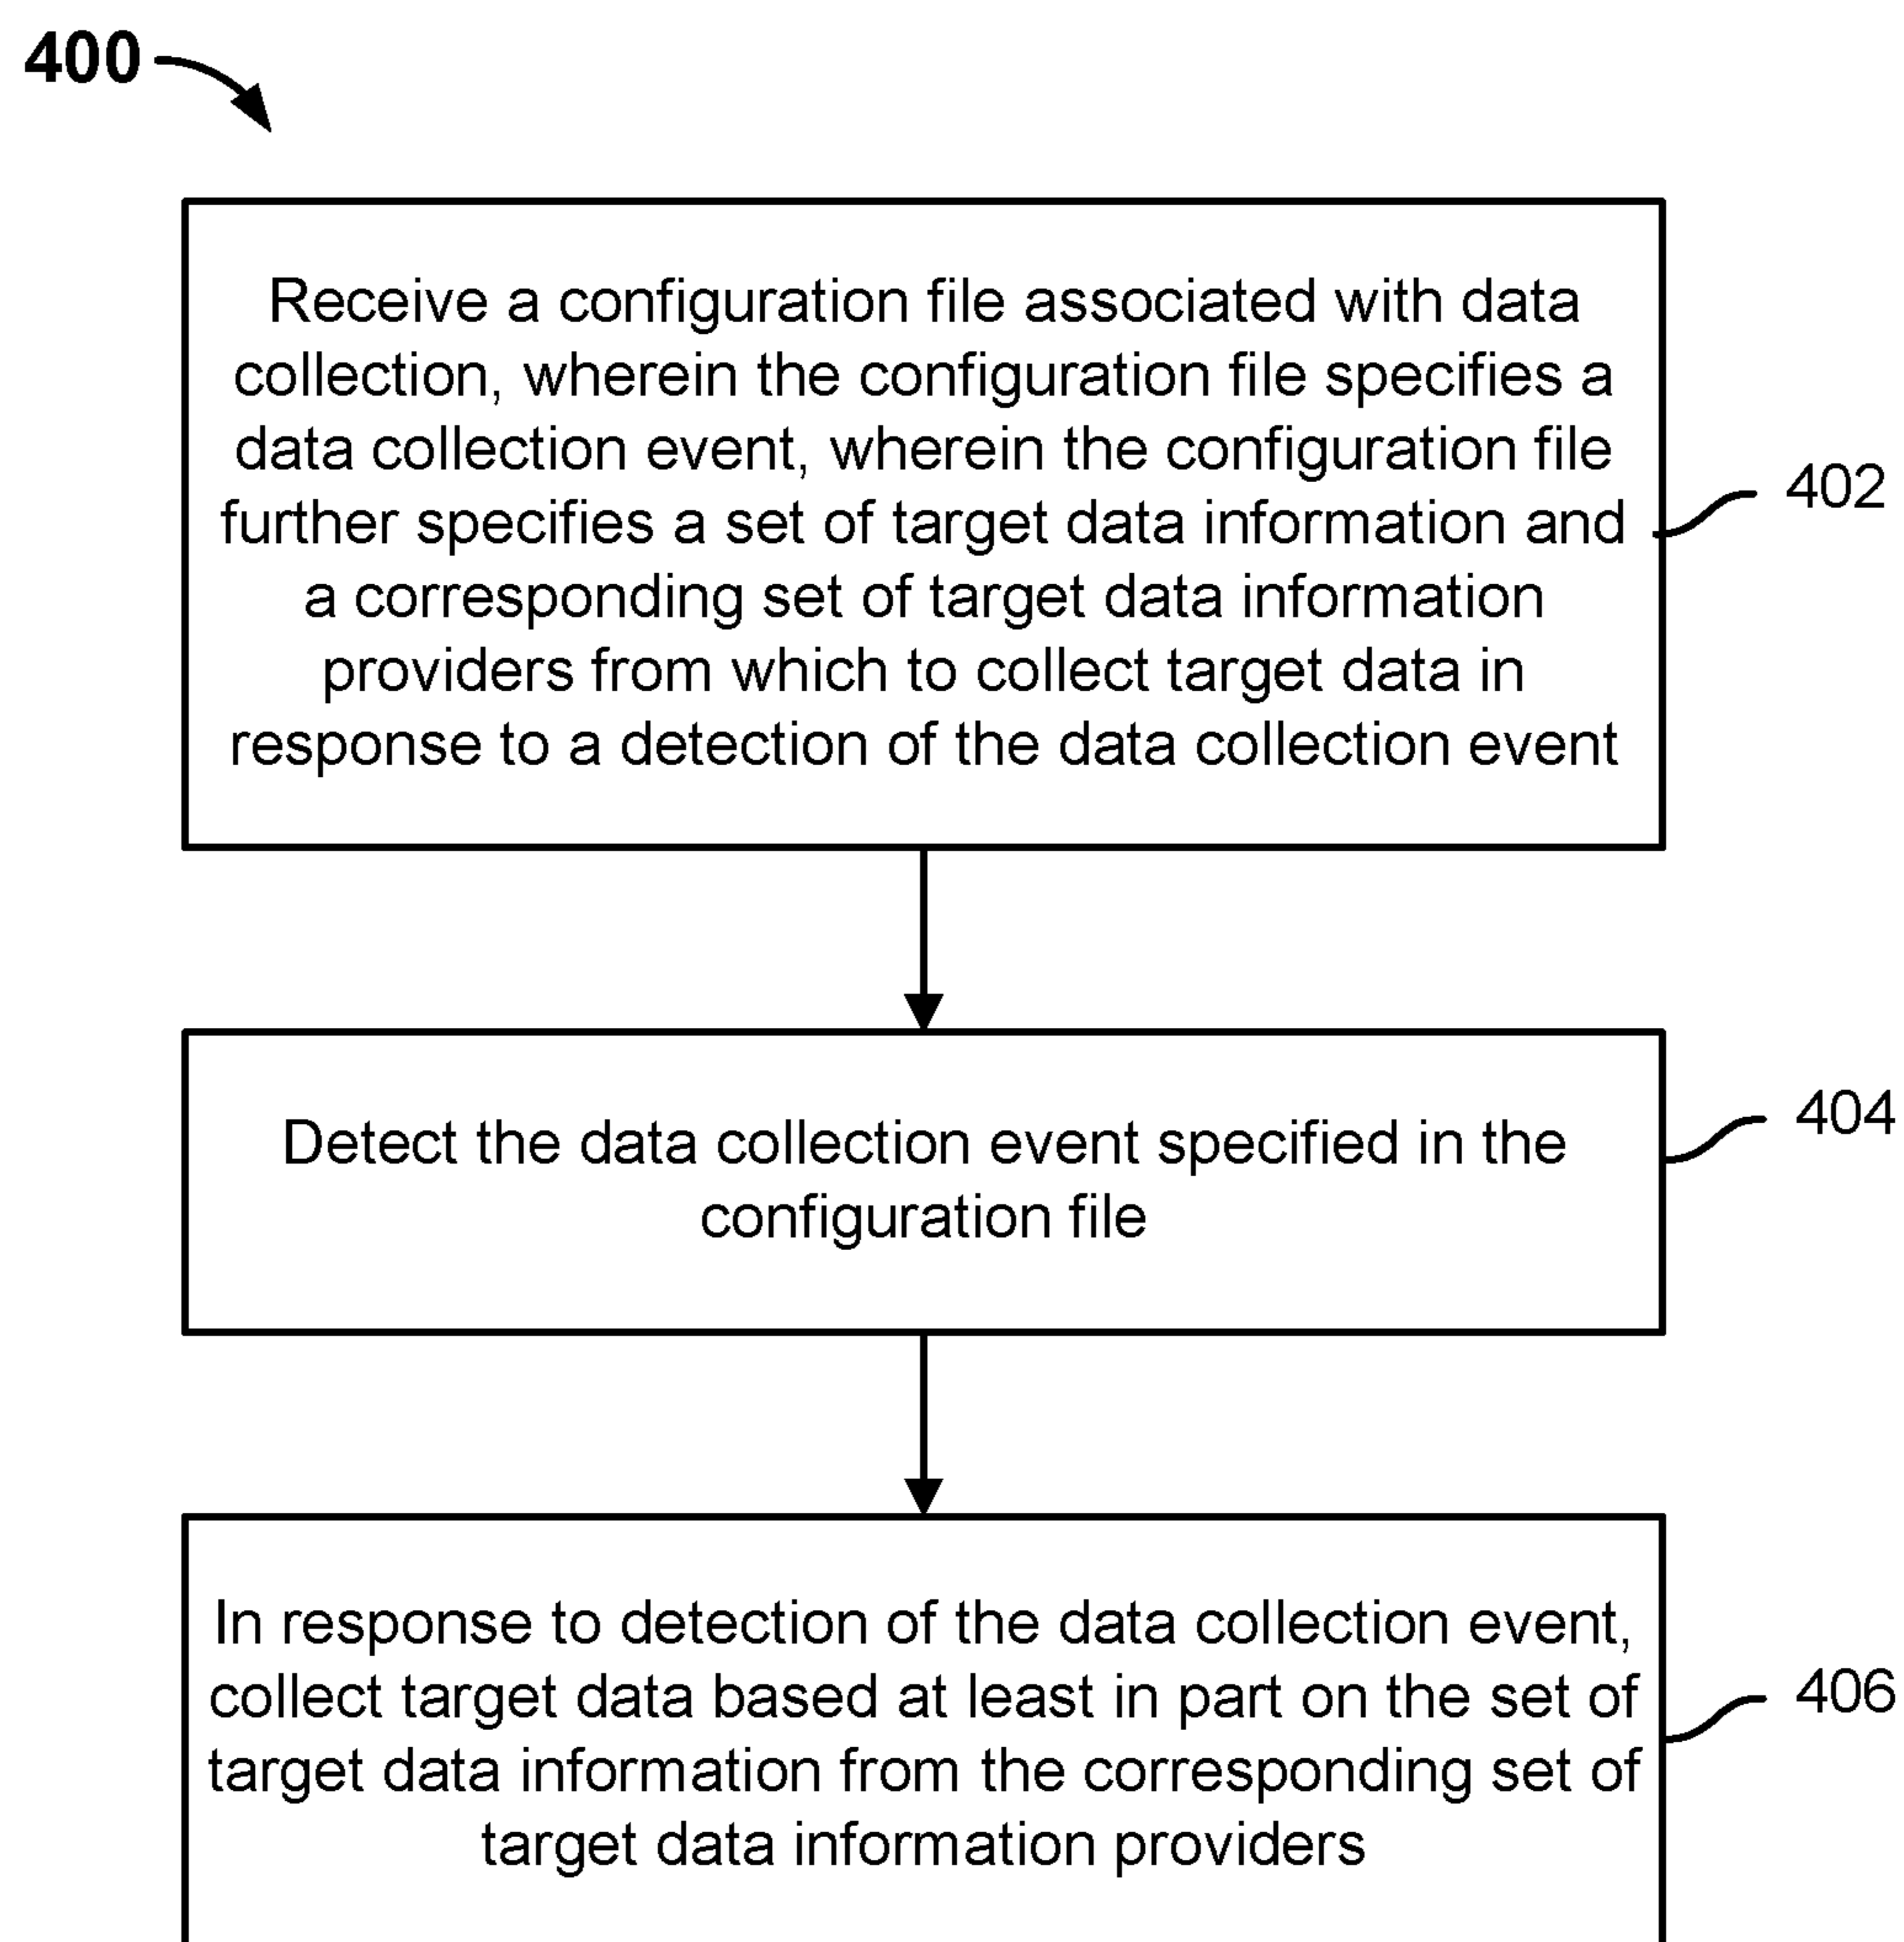 400
Receive a configuration file associated with data
collection, wherein the configuration file specifies a
data collection event, wherein the configuration file
further specifies a set of target data information and
a corresponding set of target data information
providers from which to collect target data in
response to a detection of the data collection event
402
Detect the data collection event specified in the
configuration file
404
In response to detection of the data collection event,
collect target data based at least in part on the set of
target data information from the corresponding set of
target data information providers
406